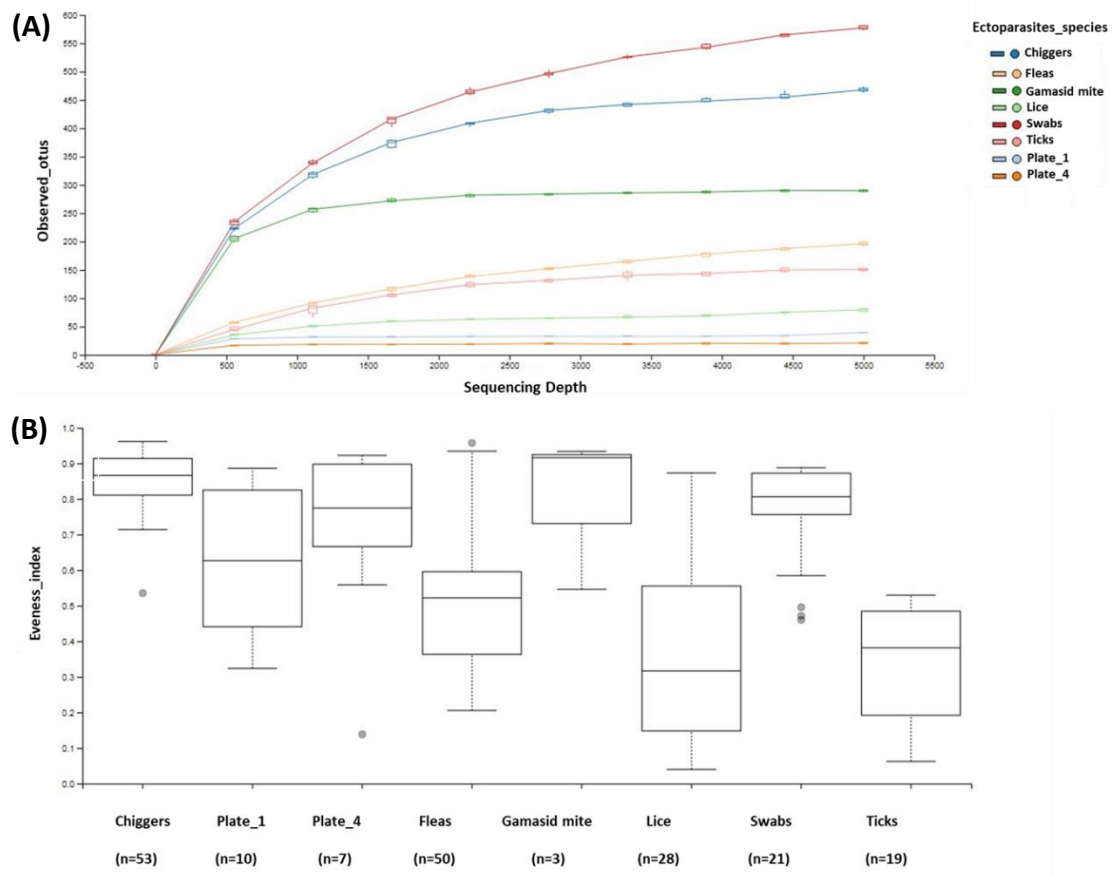 (A)
Observed_otus
600
550
500
450
400
350
300
250
200
150
100
50
0
-500 0 500 1000 1500 2000 2500 3000 3500 4000 4500 5000 5500
Sequencing Depth
Ectoparasites_species
Chiggers
Fleas
Gamasid mite
Lice
Swabs
Ticks
Plate_1
Plate_4
(B)
Eveness_index
1.0
0.9
0.8
0.7
0.6
0.5
0.4
0.3
0.2
0.1
0.0
Chiggers Plate_1 Plate_4 Fleas Gamasid mite Lice Swabs Ticks
(n=53) (n=10) (n=7) (n=50) (n=3) (n=28) (n=21) (n=19)